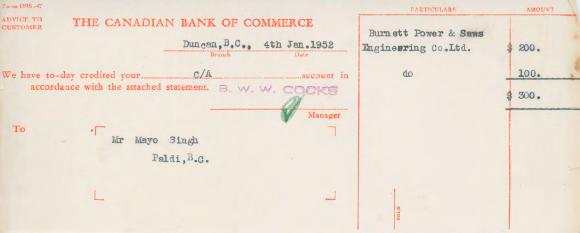 Form 119R-47
ADVICE TO
CUSTOMER
THE CANADIAN BANK OF COMMERCE
Duncan, B.C., 4th Jan. 1952
Branch Date
We have to-day credited your C/A account in
accordance with the attached statement.
B. W. W. COCKS
Manager
To
Mr Mayo Singh
Paldi, B.C.
PARTICULARS AMOUNT
Burnett Power & Saws
Engineering Co.Ltd. $ 200.
do 100.
$ 300.